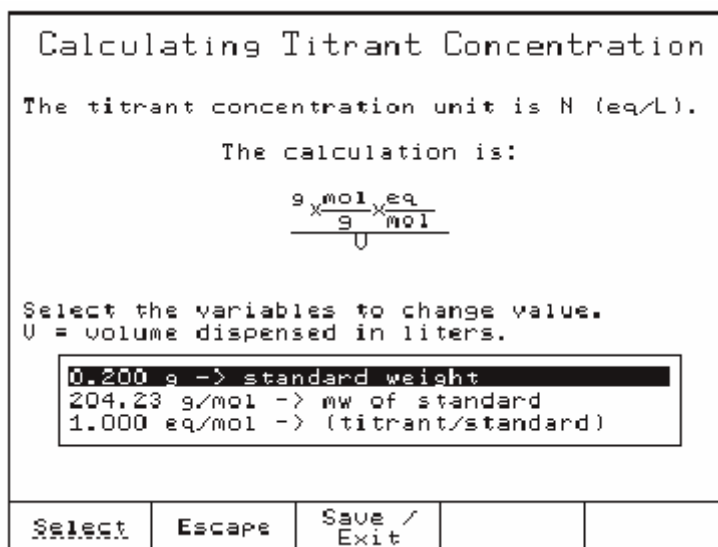 Calculating Titrant Concentration
The titrant concentration unit is N (eq/L).
The calculation is:
g x mol/g x eq/mol
V
Select the variables to change value.
V = volume dispensed in liters.
0.200 g -> standard weight
204.23 g/mol -> mw of standard
1.000 eq/mol -> (titrant/standard)
Select Escape Save / Exit